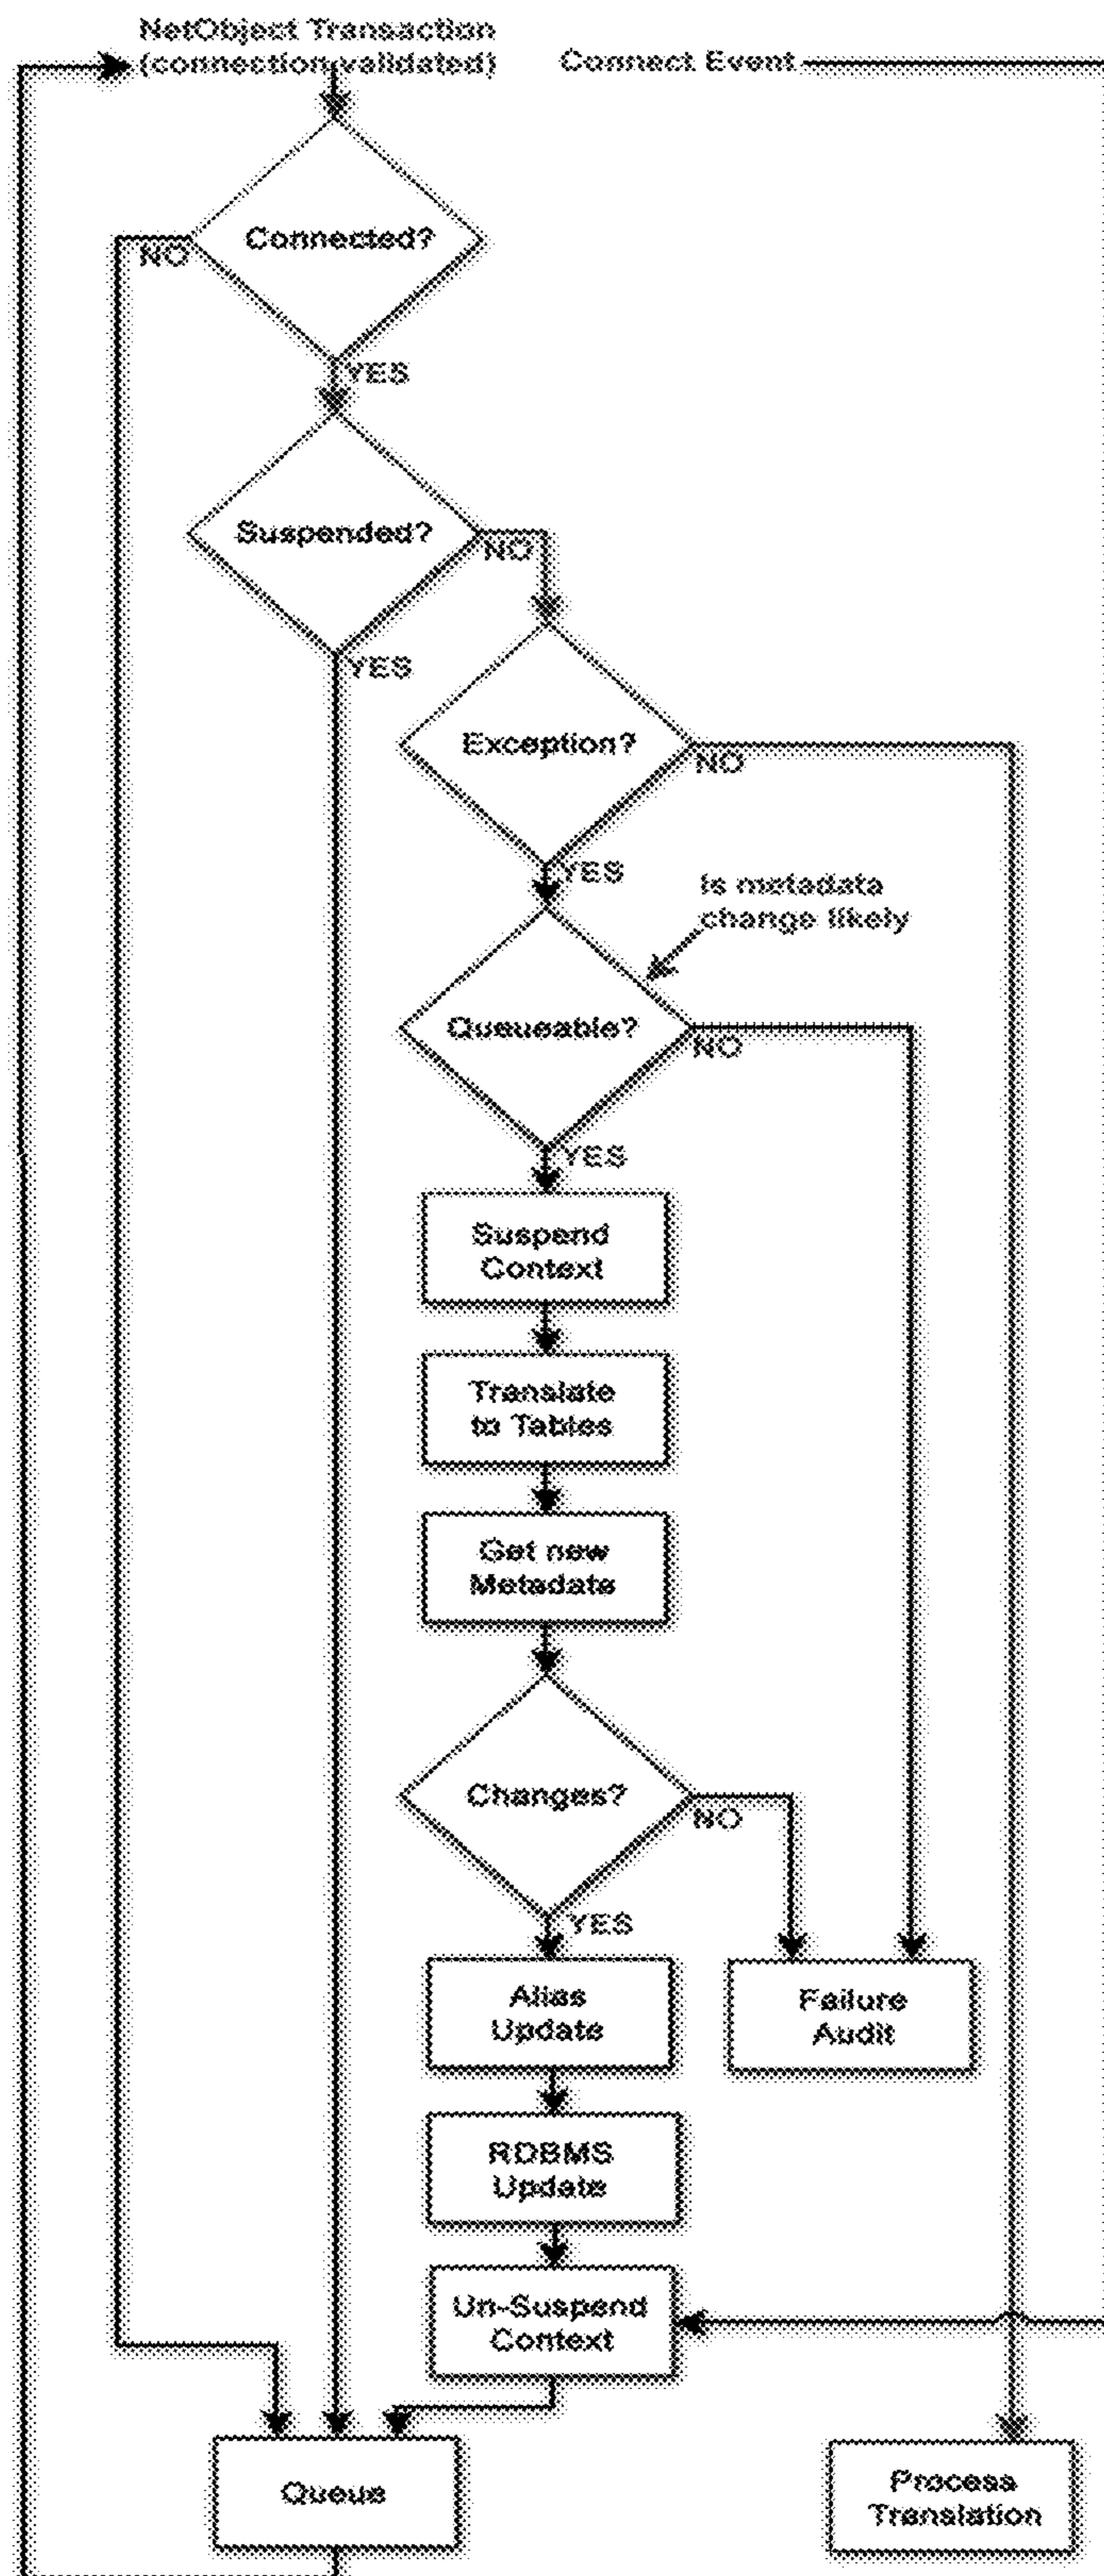 NetObject Transaction
(connection validated)
Connect Event
Connected?
NO
YES
Suspended?
NO
YES
Exception?
NO
YES
Is metadata
change likely
Queueable?
NO
YES
Suspend
Context
Translate
to Tables
Get new
Metadate
Changes?
NO
YES
Alias
Update
Failure
Audit
RDBMS
Update
Un-Suspend
Context
Queue
Process
Translation